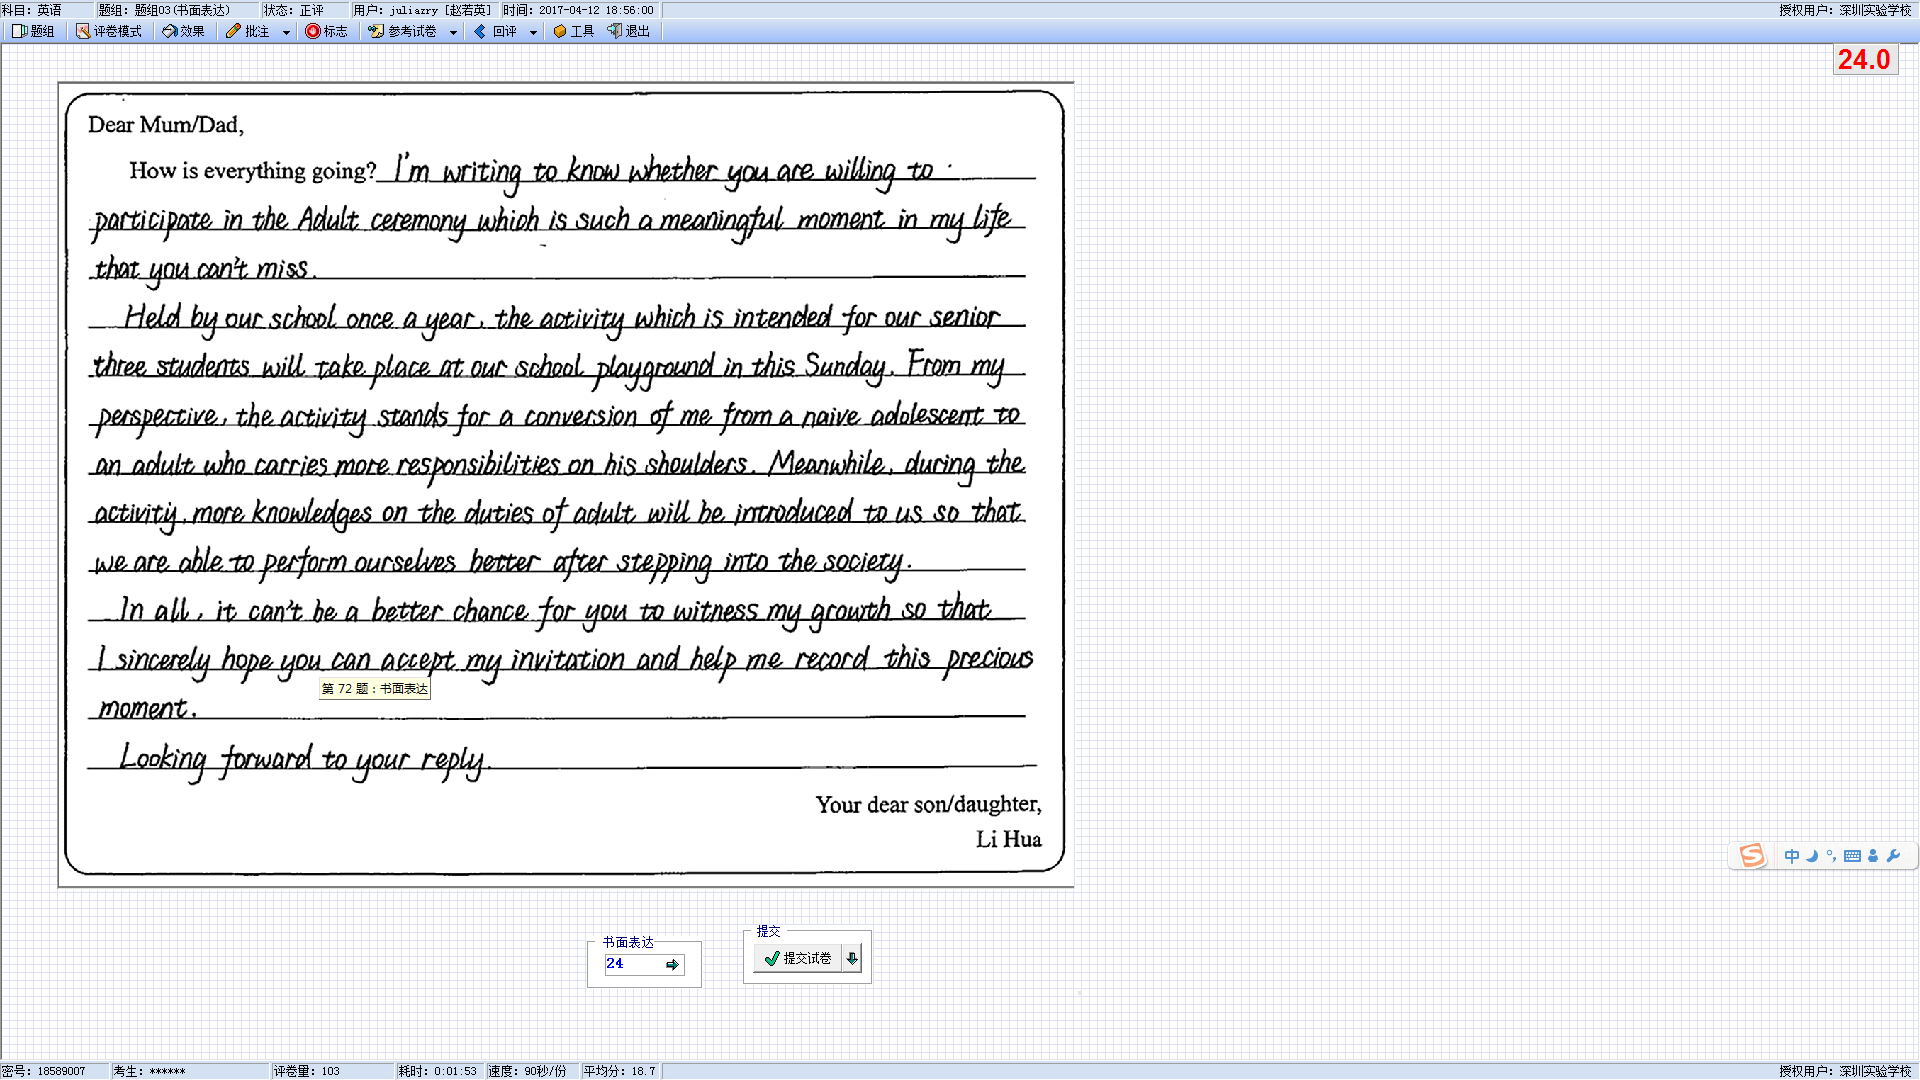 科目：英语 题组：题组03(书面表达) 状态：正评 用户：juliazry [赵若英] 时间：2017-04-12 18:56:00 授权用户：深圳实验学校
题组 评卷模式 效果 批注 标志 参考试卷 回评 工具 退出
24.0
Dear Mum/Dad,
How is everything going? I'm writing to know whether you are willing to
participate in the Adult ceremony which is such a meaningful moment in my life
that you can't miss.
Held by our school once a year, the activity which is intended for our senior
three students will take place at our school playground in this Sunday. From my
perspective, the activity stands for a conversion of me from a naive adolescent to
an adult who carries more responsibilities on his shoulders. Meanwhile, during the
activity, more knowledges on the duties of adult will be introduced to us so that
we are able to perform ourselves better after stepping into the society.
In all, it can't be a better chance for you to witness my growth so that
I sincerely hope you can accept my invitation and help me record this precious
第 72 题：书面表达
moment.
Looking forward to your reply.
Your dear son/daughter,
Li Hua
中
书面表达
24
提交
提交试卷
密号：18589007 考生：****** 评卷量：103 耗时：0:01:53 速度：90秒/份 平均分：18.7 授权用户：深圳实验学校